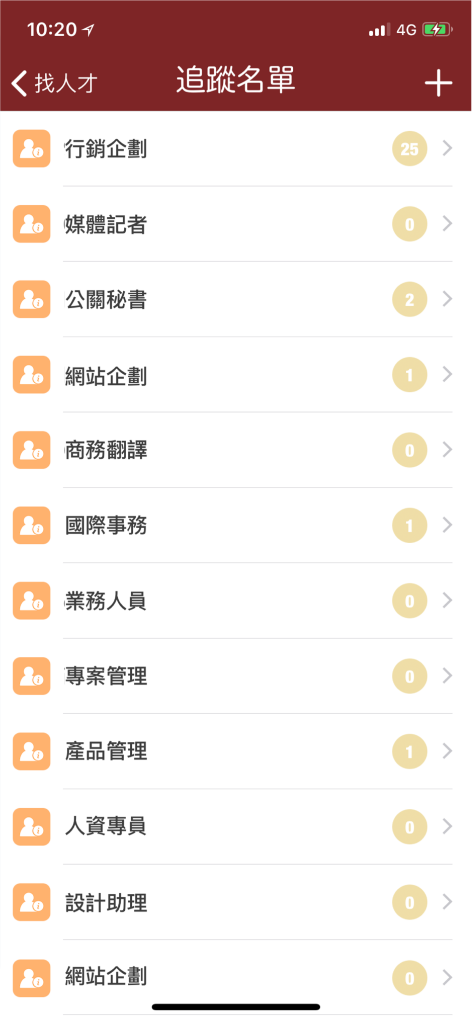 10:20
4G
找人才
追蹤名單
行銷企劃
25
媒體記者
0
公關秘書
2
網站企劃
1
商務翻譯
0
國際事務
1
業務人員
0
專案管理
0
產品管理
1
人資專員
0
設計助理
0
網站企劃
0